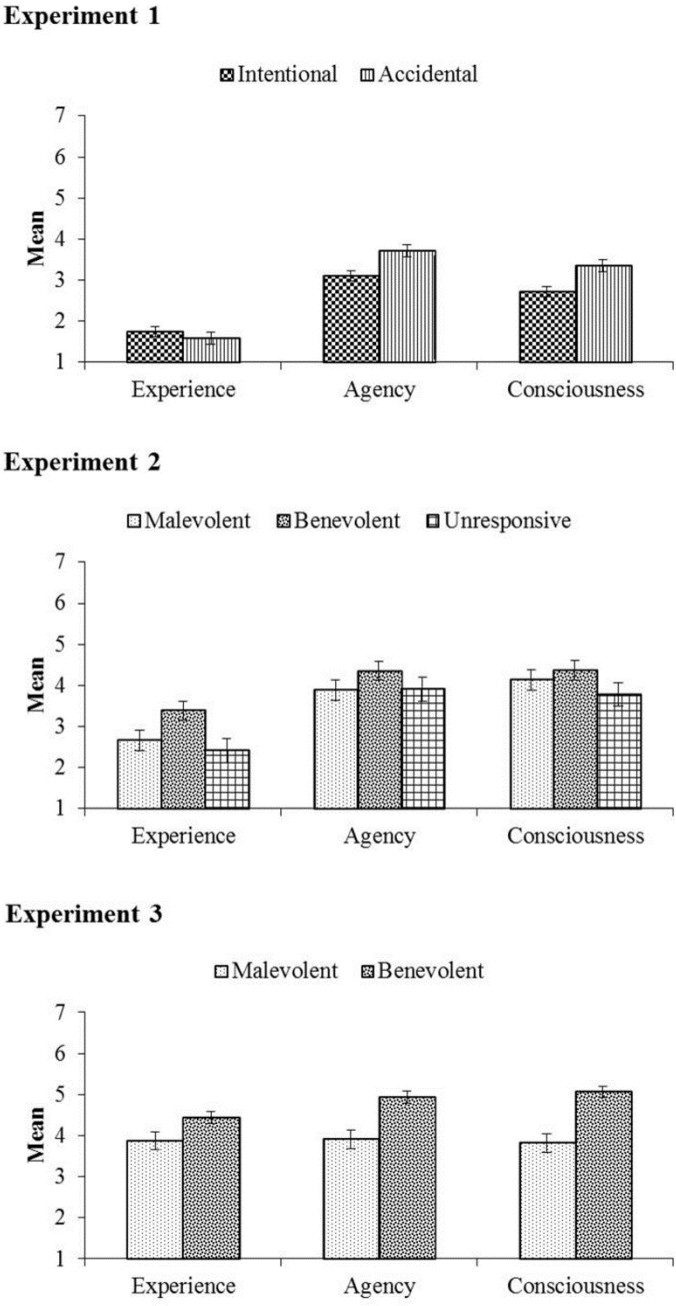 Experiment 1
Intentional Accidental
7
6
5
4
3
2
1
Mean
Experience Agency Consciousness
Experiment 2
Malevolent Benevolent Unresponsive
7
6
5
4
3
2
1
Mean
Experience Agency Consciousness
Experiment 3
Malevolent Benevolent
7
6
5
4
3
2
1
Mean
Experience Agency Consciousness